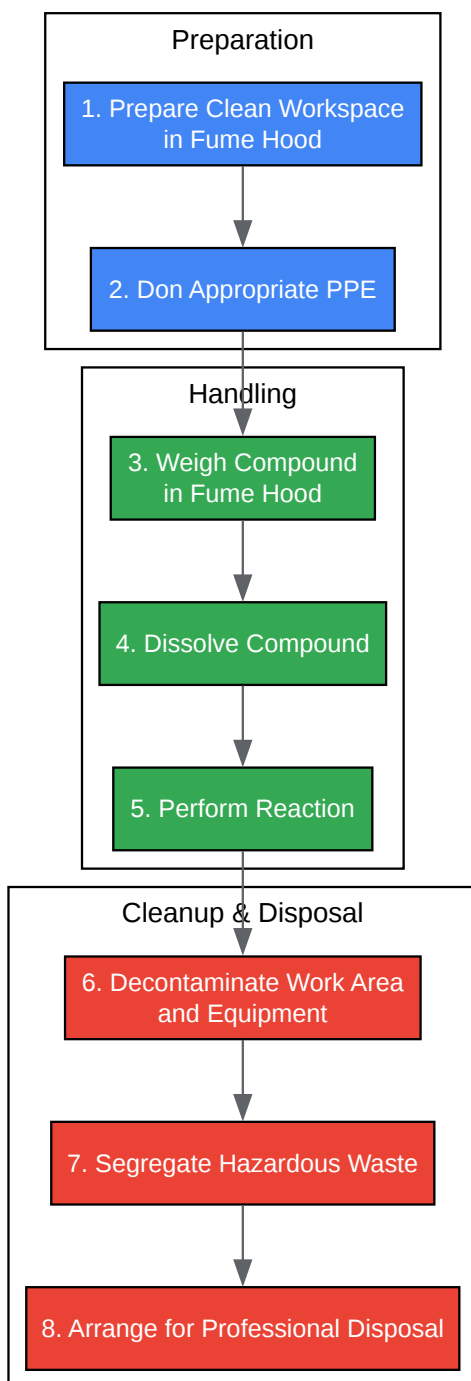 Preparation
1. Prepare Clean Workspace
in Fume Hood
2. Don Appropriate PPE
Handling
3. Weigh Compound
in Fume Hood
4. Dissolve Compound
5. Perform Reaction
Cleanup & Disposal
6. Decontaminate Work Area
and Equipment
7. Segregate Hazardous Waste
8. Arrange for Professional Disposal